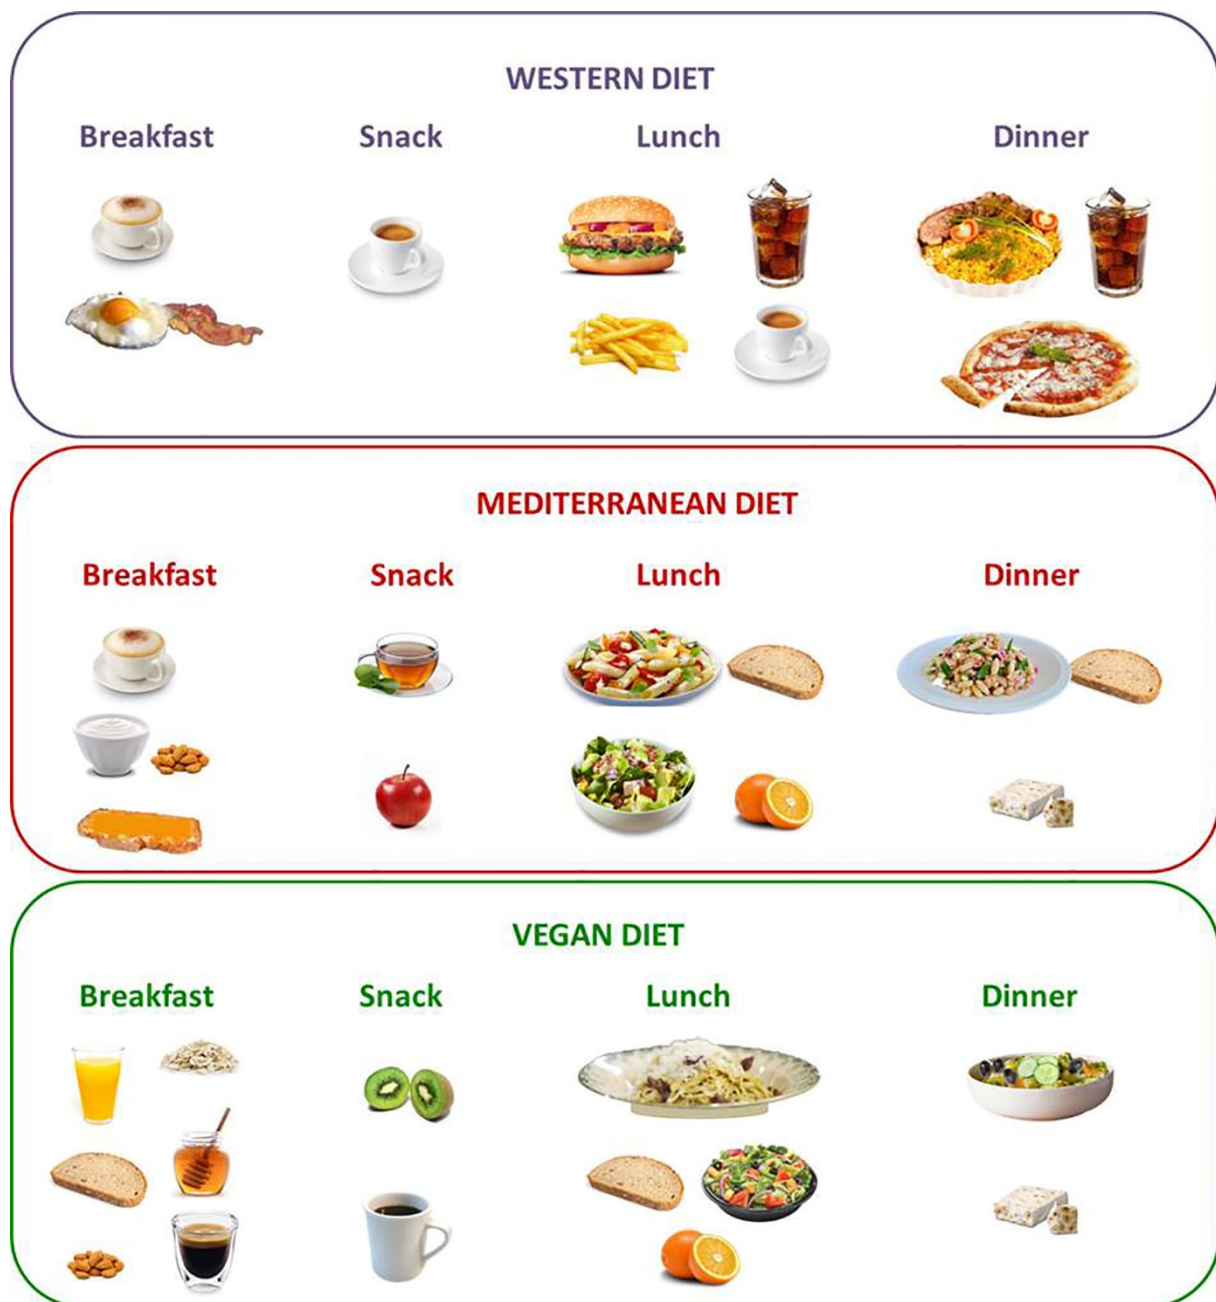 WESTERN DIET
Breakfast Snack Lunch Dinner
MEDITERRANEAN DIET
Breakfast Snack Lunch Dinner
VEGAN DIET
Breakfast Snack Lunch Dinner